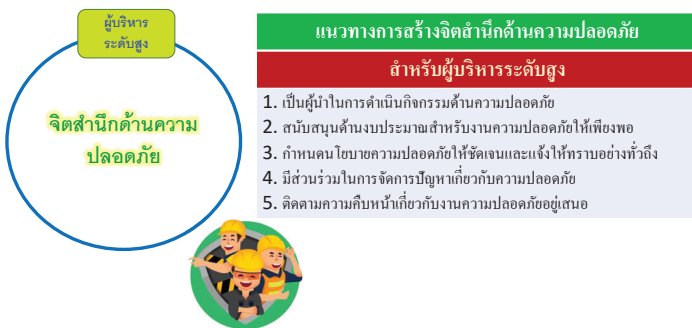 ผู้บริหาร
ระดับสูง
จิตสำนึกด้านความ
ปลอดภัย
แนวทางการสร้างจิตสำนึกด้านความปลอดภัย
สำหรับผู้บริหารระดับสูง
1. เป็นผู้นำในการดำเนินกิจกรรมด้านความปลอดภัย
2. สนับสนุนด้านงบประมาณสำหรับงานความปลอดภัยให้เพียงพอ
3. กำหนดนโยบายความปลอดภัยให้ชัดเจนและแจ้งให้ทราบอย่างทั่วถึง
4. มีส่วนร่วมในการจัดการปัญหาเกี่ยวกับความปลอดภัย
5. ติดตามความคืบหน้าเกี่ยวกับงานความปลอดภัยอยู่เสนอ